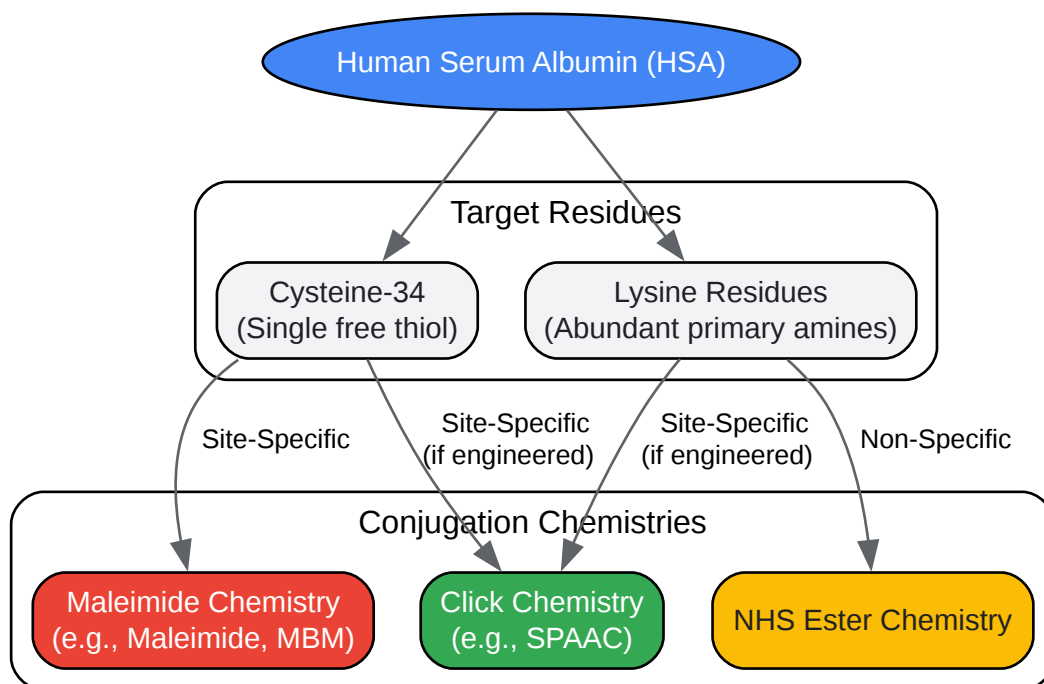 Human Serum Albumin (HSA)
Target Residues
Cysteine-34
(Single free thiol)
Lysine Residues
(Abundant primary amines)
Site-Specific
Site-Specific
(if engineered)
Site-Specific
(if engineered)
Non-Specific
Conjugation Chemistries
Maleimide Chemistry
(e.g., Maleimide, MBM)
Click Chemistry
(e.g., SPAAC)
NHS Ester Chemistry